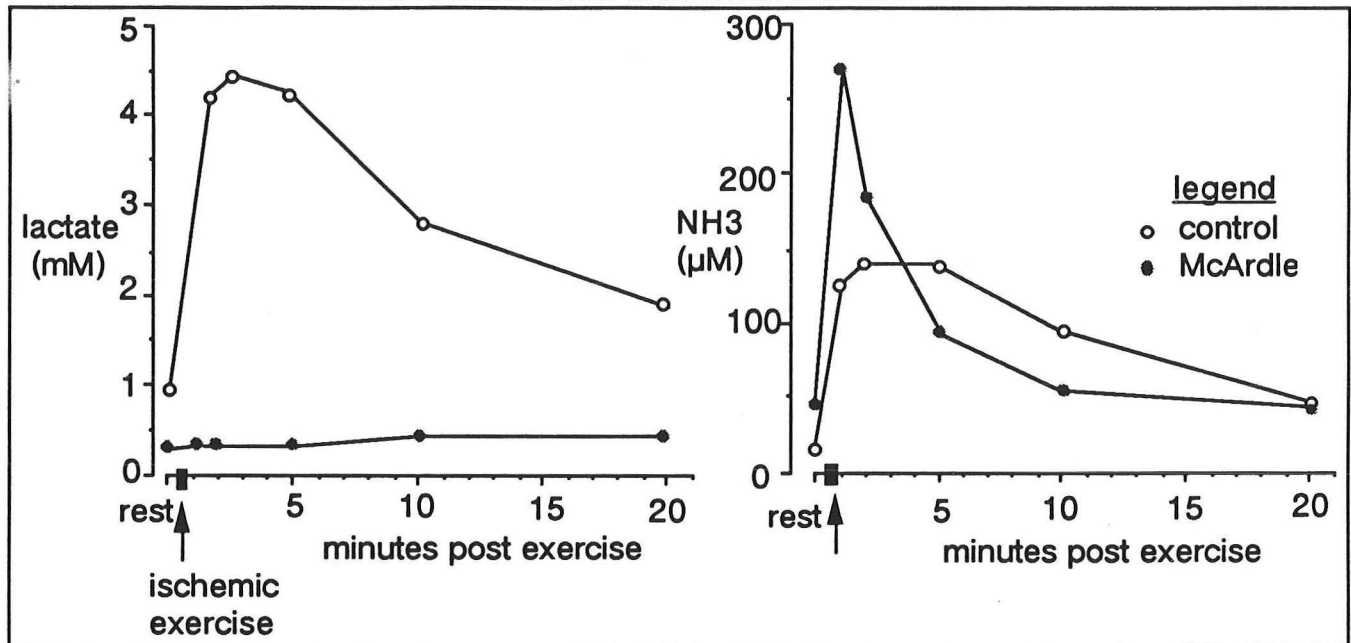 5
4
3
lactate
(mM)
2
1
0
rest
5
10
15
20
minutes post exercise
ischemic
exercise
300
200
NH3
(µM)
100
0
rest
5
10
15
20
minutes post exercise
legend
control
McArdle